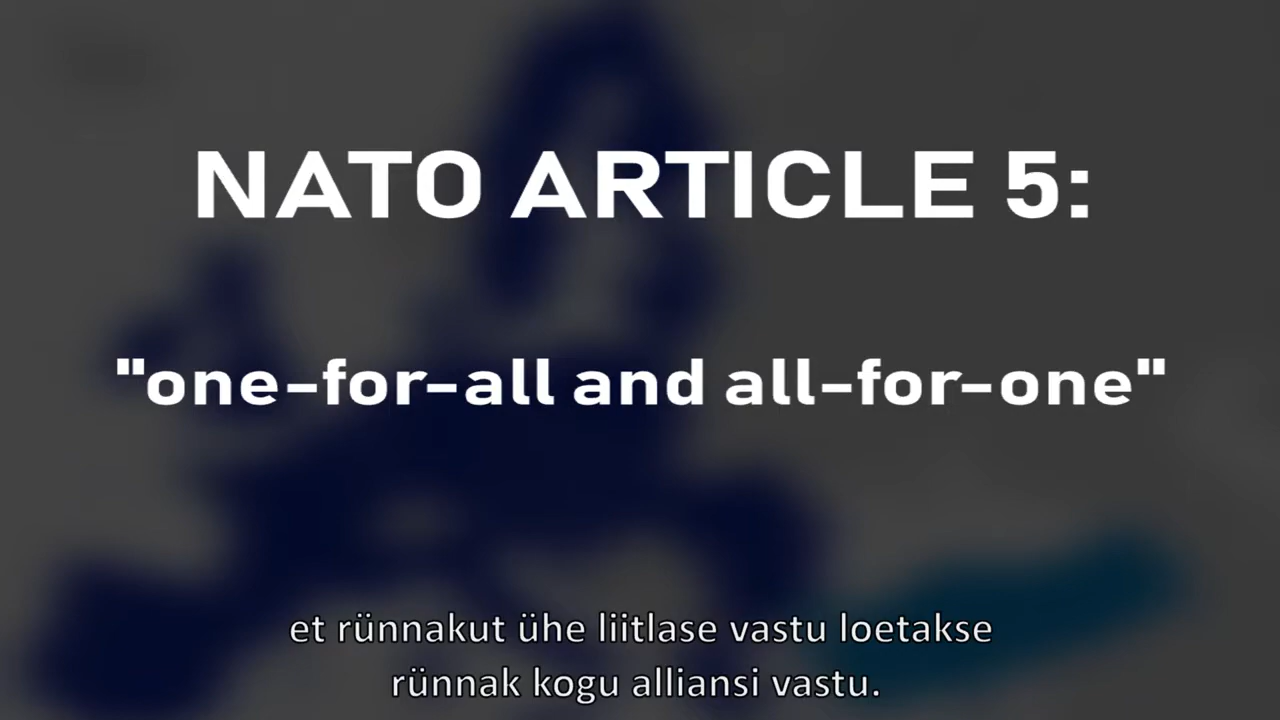 NATO ARTICLE 5:
"one-for-all and all-for-one"
et rünnakut ühe liitlase vastu loetakse
rünnak kogu alliansi vastu.